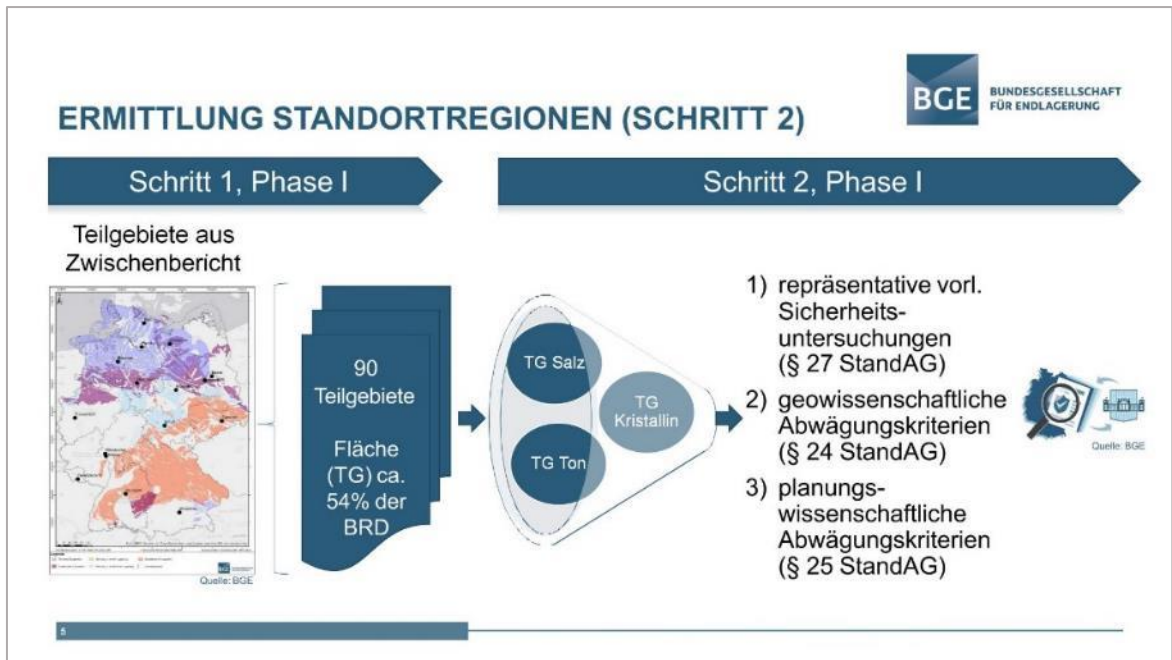 BGE
BUNDESGESELLSCHAFT
FÜR ENDLAGERUNG
ERMITTLUNG STANDORTREGIONEN (SCHRITT 2)
Schritt 1, Phase I
Schritt 2, Phase I
Teilgebiete aus
Zwischenbericht
Quelle: BGE
90
Teilgebiete
Fläche
(TG) ca.
54% der
BRD
TG Salz
TG
Kristallin
TG Ton
1) repräsentative vorl.
Sicherheits-
untersuchungen
(§ 27 StandAG)
2) geowissenschaftliche
Abwägungskriterien
(§ 24 StandAG)
3) planungs-
wissenschaftliche
Abwägungskriterien
(§ 25 StandAG)
Quelle: BGE
5